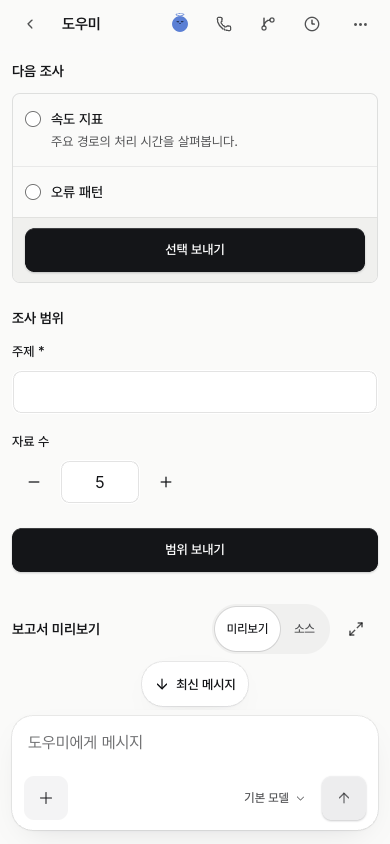 도우미
다음 조사
속도 지표
주요 경로의 처리 시간을 살펴봅니다.
오류 패턴
선택 보내기
조사 범위
주제 *
자료 수
5
범위 보내기
보고서 미리보기
미리보기
소스
최신 메시지
도우미에게 메시지
기본 모델